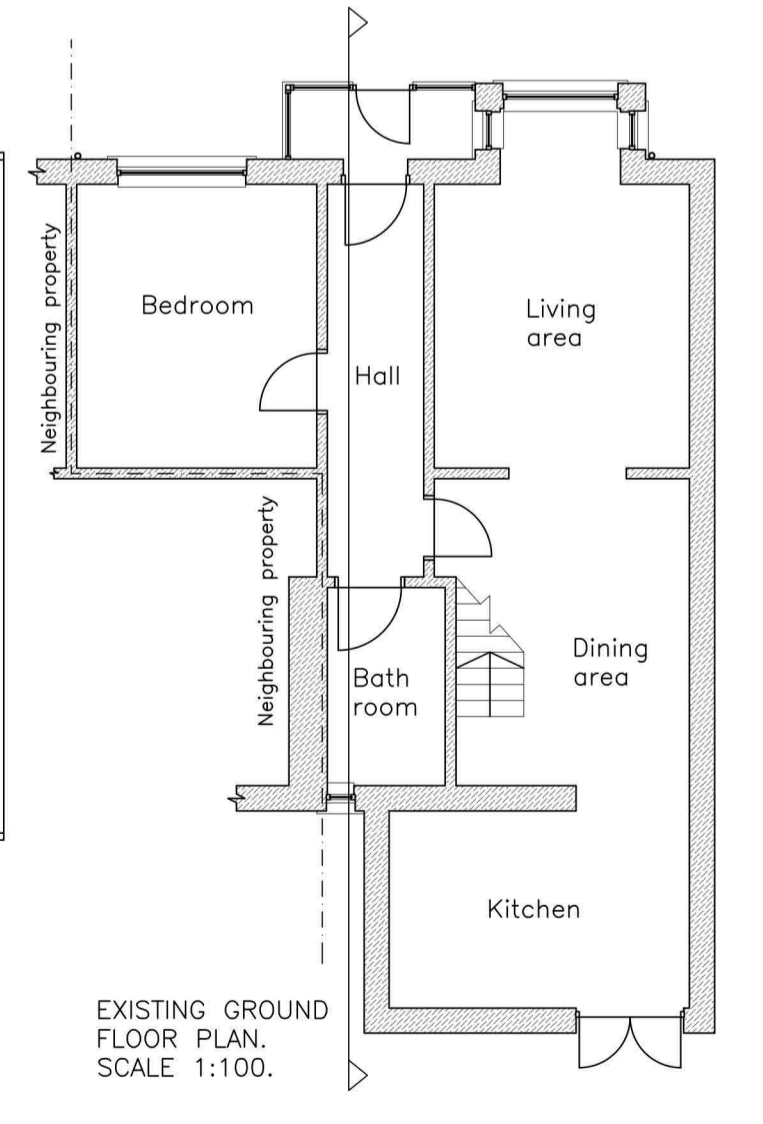 Neighbouring property
Bedroom
Living
area
Hall
Neighbouring property
Dining
area
Bath
room
Kitchen
EXISTING GROUND
FLOOR PLAN.
SCALE 1:100.